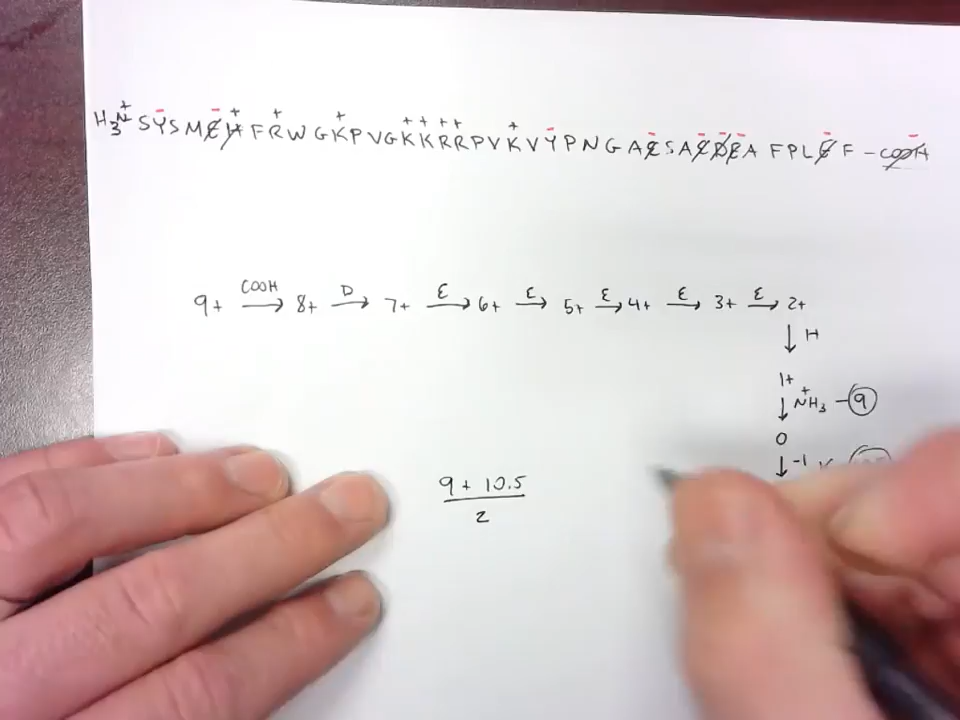 H3N+ SYSMEHFRWGKPVGKKRRPVKVYPNGAESAEDEAFPLEF – COOH
9+ COOH→ 8+ D→ 7+ E→ 6+ E→ 5+ E→ 4+ E→ 3+ E→ 2+
↓ H
1+
↓ +NH3 – 9
0
↓ -1
9 + 10.5
2